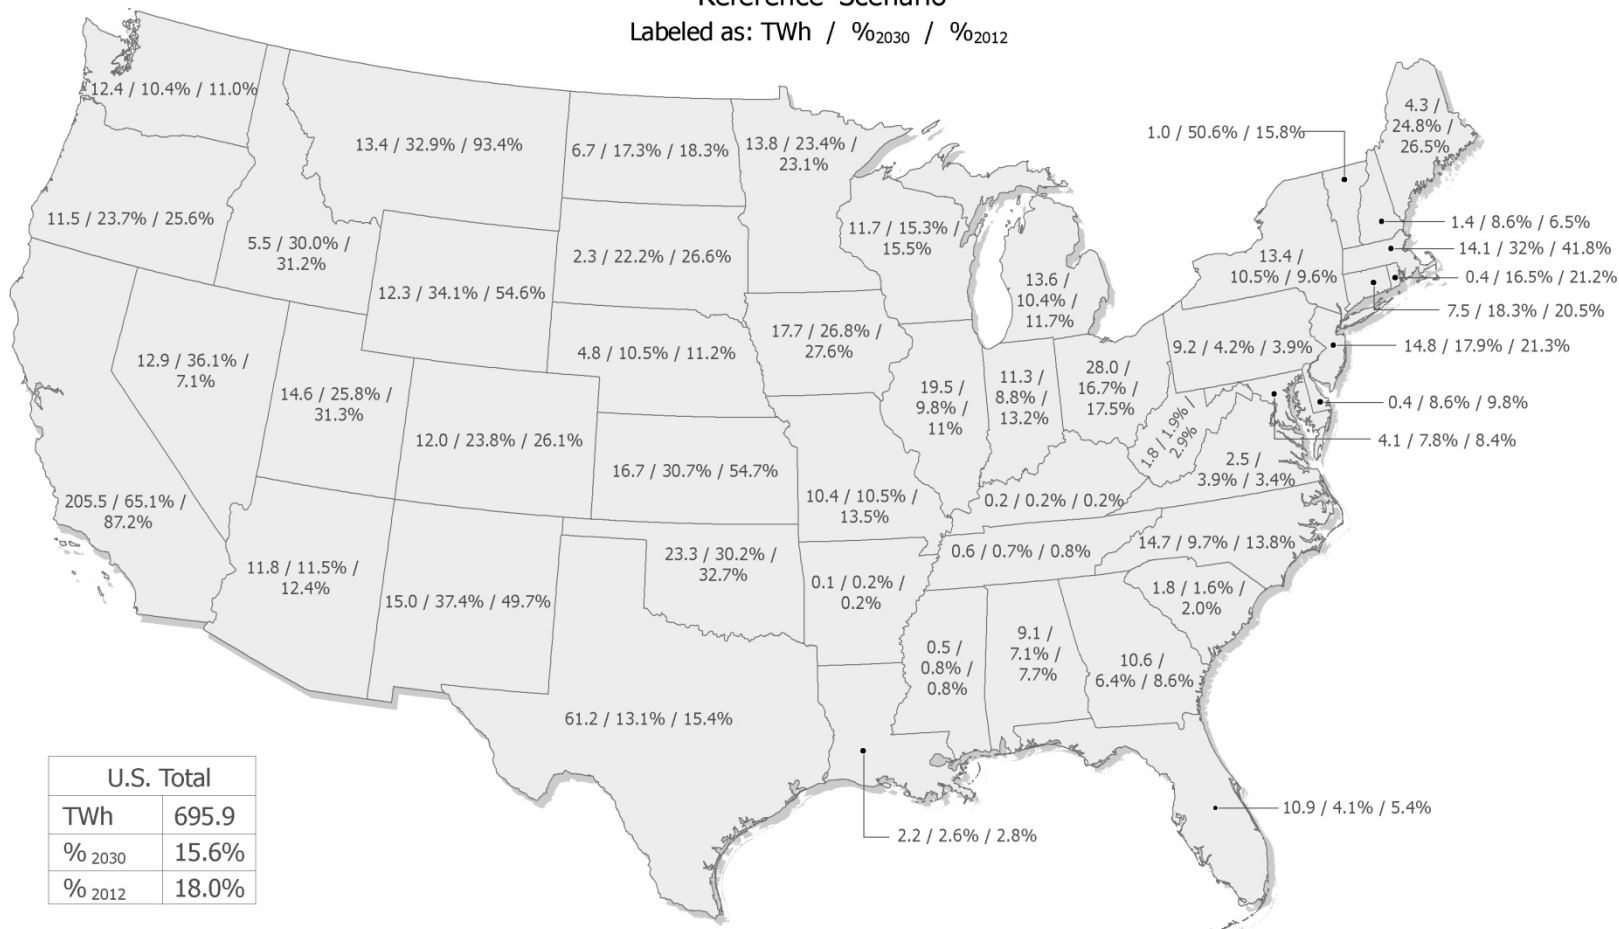 Reference Scenario
Labeled as: TWh / %2030 / %2012
12.4 / 10.4% / 11.0%
13.4 / 32.9% / 93.4%
6.7 / 17.3% / 18.3%
13.8 / 23.4% /
23.1%
1.0 / 50.6% / 15.8%
4.3 /
24.8% /
26.5%
11.5 / 23.7% / 25.6%
5.5 / 30.0% /
31.2%
2.3 / 22.2% / 26.6%
11.7 / 15.3% /
15.5%
1.4 / 8.6% / 6.5%
14.1 / 32% / 41.8%
13.4 /
10.5% / 9.6%
0.4 / 16.5% / 21.2%
7.5 / 18.3% / 20.5%
12.3 / 34.1% / 54.6%
13.6 /
10.4% /
11.7%
17.7 / 26.8% /
27.6%
4.8 / 10.5% / 11.2%
9.2 / 4.2% / 3.9%
14.8 / 17.9% / 21.3%
12.9 / 36.1% /
7.1%
14.6 / 25.8% /
31.3%
19.5 /
9.8% /
11%
11.3 /
8.8% /
13.2%
28.0 /
16.7% /
17.5%
0.4 / 8.6% / 9.8%
4.1 / 7.8% / 8.4%
12.0 / 23.8% / 26.1%
16.7 / 30.7% / 54.7%
1.8 / 1.9% /
2.9%
2.5 /
3.9% / 3.4%
205.5 / 65.1% /
87.2%
10.4 / 10.5% /
13.5%
0.2 / 0.2% / 0.2%
11.8 / 11.5% /
12.4%
15.0 / 37.4% / 49.7%
23.3 / 30.2% /
32.7%
0.1 / 0.2% /
0.2%
0.6 / 0.7% / 0.8%
14.7 / 9.7% / 13.8%
1.8 / 1.6% /
2.0%
0.5 /
0.8% /
0.8%
9.1 /
7.1% /
7.7%
10.6 /
6.4% / 8.6%
61.2 / 13.1% / 15.4%
2.2 / 2.6% / 2.8%
10.9 / 4.1% / 5.4%
U.S. Total
TWh 695.9
% 2030 15.6%
% 2012 18.0%